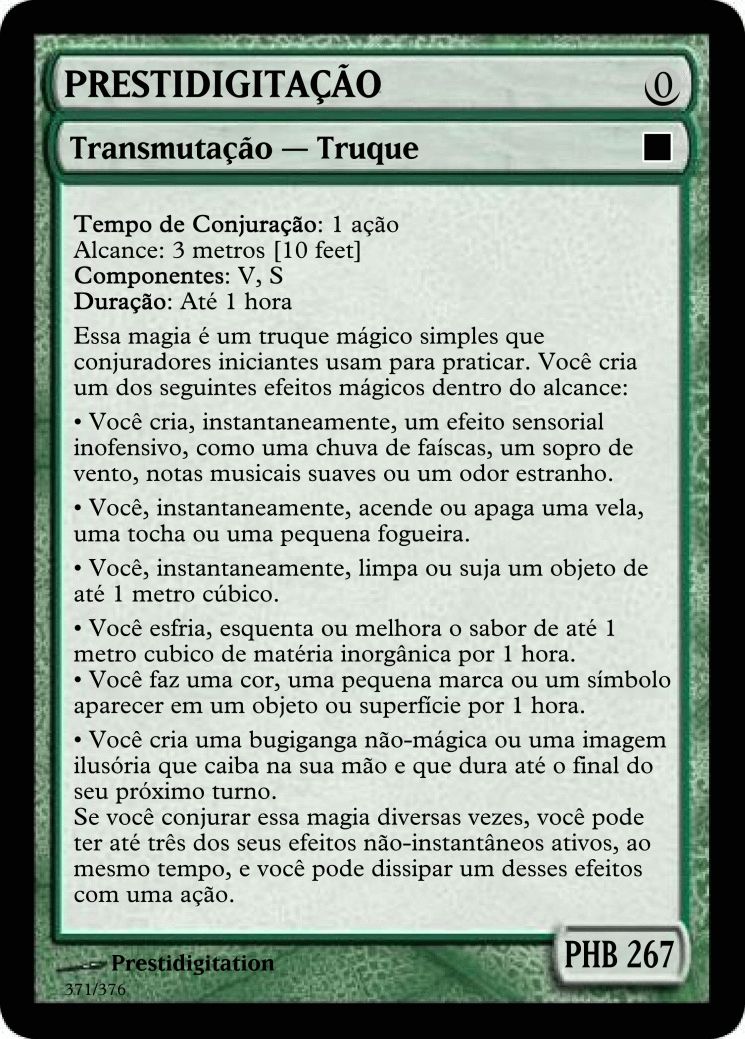 PRESTIDIGITAÇÃO 0
Transmutação — Truque
Tempo de Conjuração: 1 ação
Alcance: 3 metros [10 feet]
Componentes: V, S
Duração: Até 1 hora
Essa magia é um truque mágico simples que
conjuradores iniciantes usam para praticar. Você cria
um dos seguintes efeitos mágicos dentro do alcance:
• Você cria, instantaneamente, um efeito sensorial
inofensivo, como uma chuva de faíscas, um sopro de
vento, notas musicais suaves ou um odor estranho.
• Você, instantaneamente, acende ou apaga uma vela,
uma tocha ou uma pequena fogueira.
• Você, instantaneamente, limpa ou suja um objeto de
até 1 metro cúbico.
• Você esfria, esquenta ou melhora o sabor de até 1
metro cubico de matéria inorgânica por 1 hora.
• Você faz uma cor, uma pequena marca ou um símbolo
aparecer em um objeto ou superfície por 1 hora.
• Você cria uma bugiganga não-mágica ou uma imagem
ilusória que caiba na sua mão e que dura até o final do
seu próximo turno.
Se você conjurar essa magia diversas vezes, você pode
ter até três dos seus efeitos não-instantâneos ativos, ao
mesmo tempo, e você pode dissipar um desses efeitos
com uma ação.
PHB 267
Prestidigitation
371/376